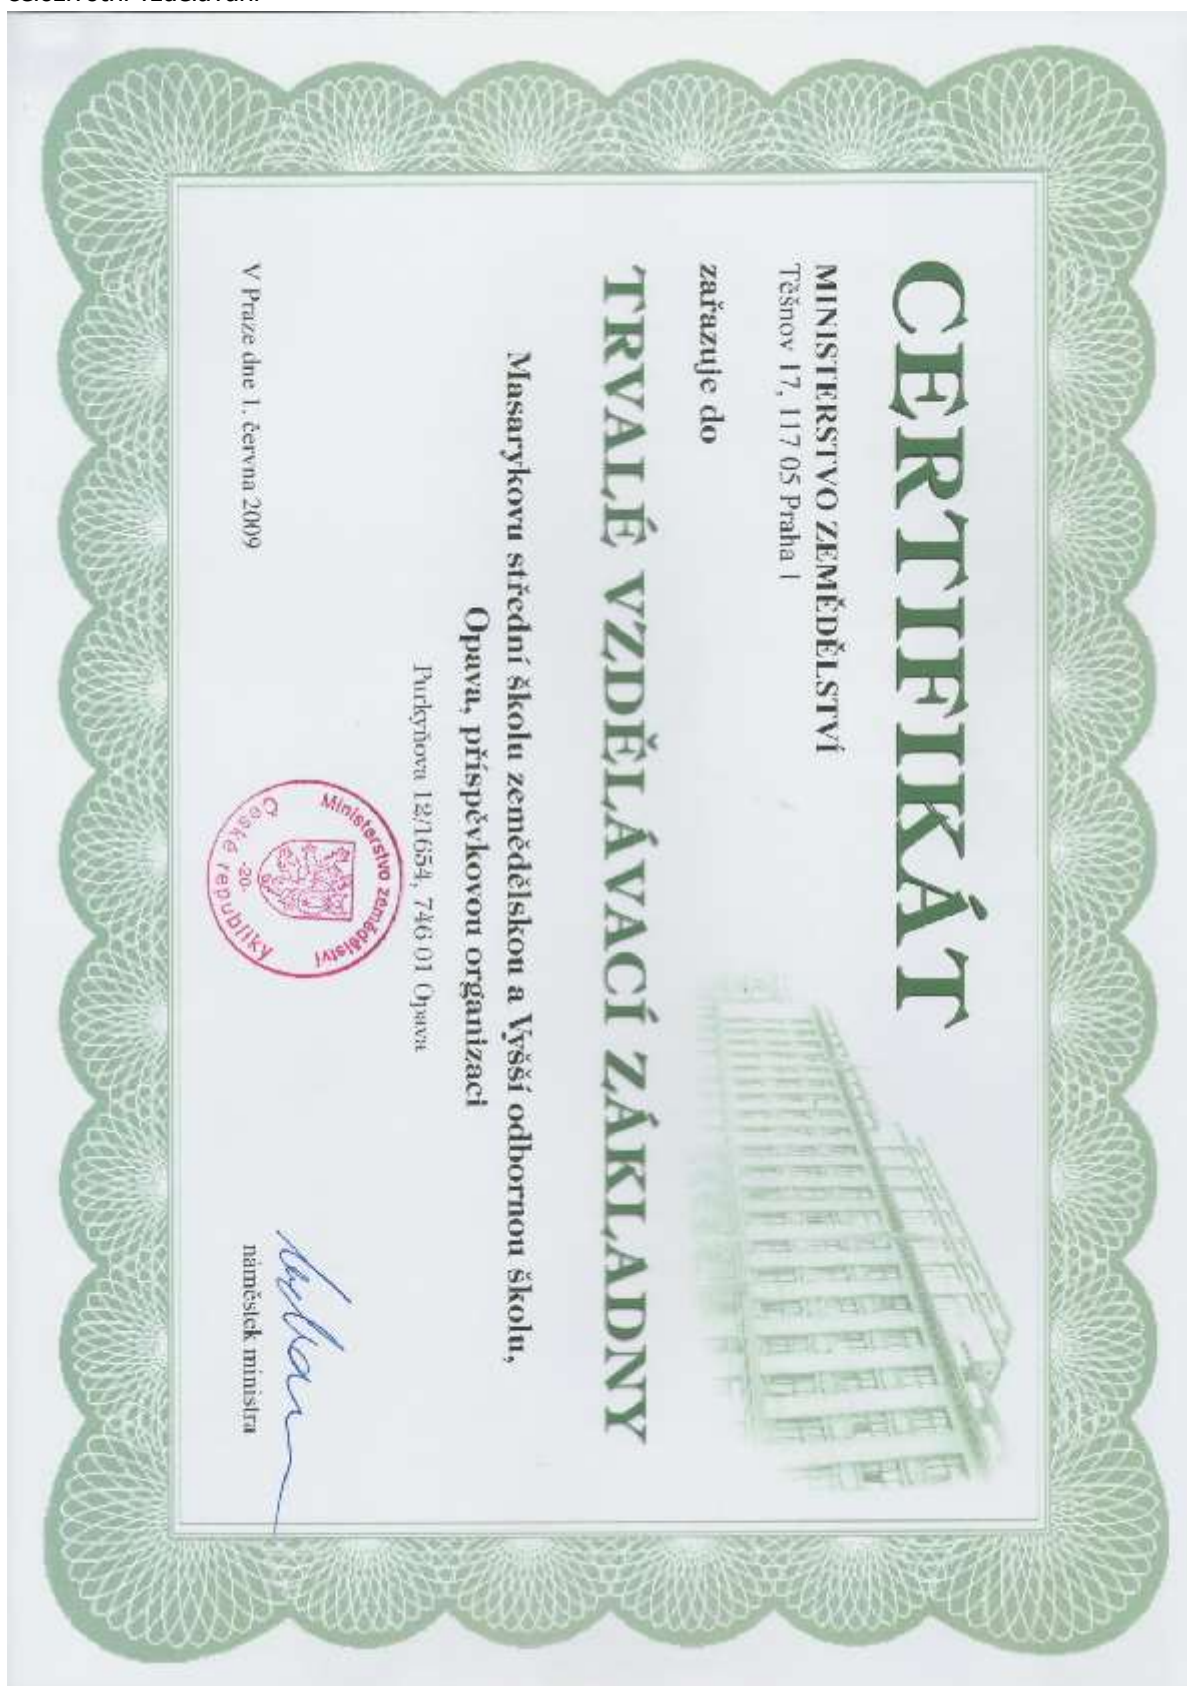 celoživotní vzdělávání
CERTIFIKÁT
MINISTERSTVO ZEMĚDĚLSTVÍ
Těšnov 17, 117 05 Praha 1
zařazuje do
TRVALÉ VZDĚLÁVACÍ ZÁKLADNY
Masarykovu střední školu zemědělskou a Vyšší odbornou školu,
Opava, příspěvkovou organizaci
Purkyňova 12/1654, 746 01 Opava
V Praze dne 1. června 2009
Ministerstvo zemědělství
České republiky
-20-
náměstek ministra